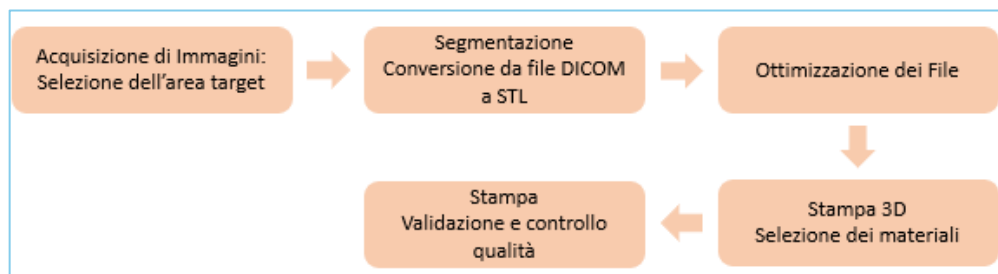 Acquisizione di Immagini:
Selezione dell’area target
Segmentazione
Conversione da file DICOM
a STL
Ottimizzazione dei File
Stampa 3D
Selezione dei materiali
Stampa
Validazione e controllo
qualità